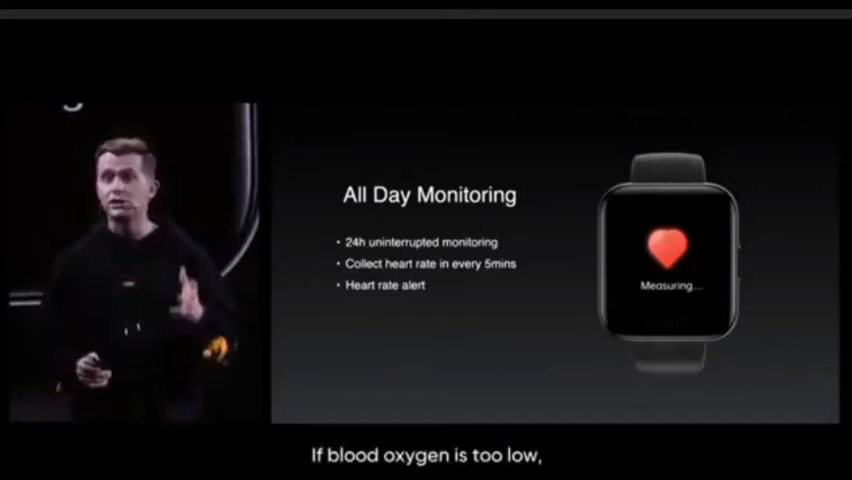 All Day Monitoring
• 24h uninterrupted monitoring
• Collect heart rate in every 5mins
• Heart rate alert
Measuring...
If blood oxygen is too low,